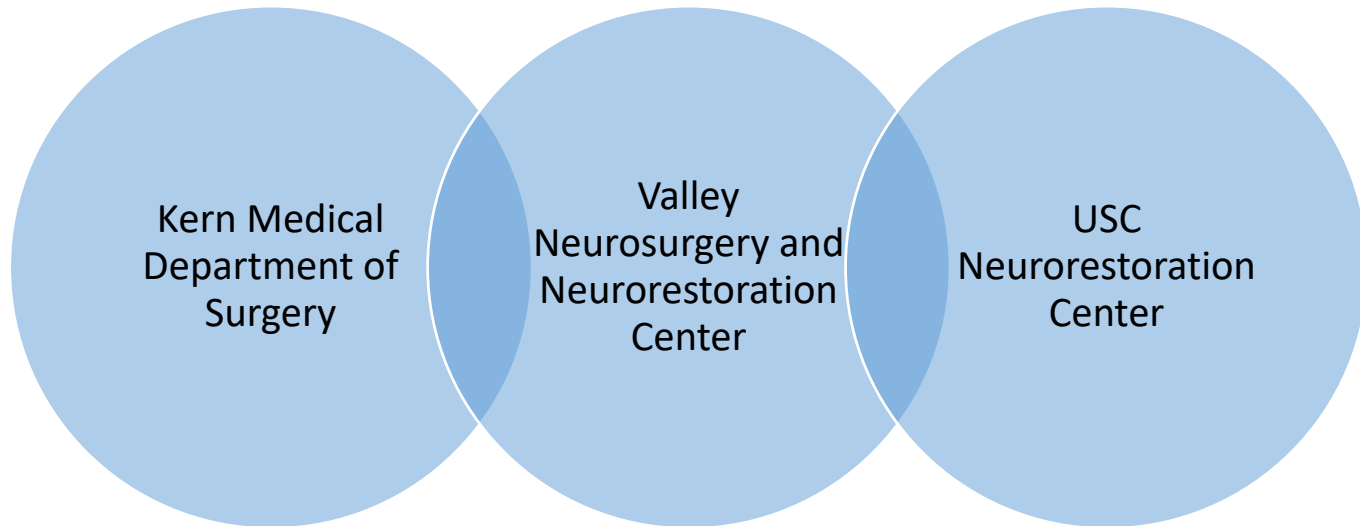 Kern Medical
Department of
Surgery
Valley
Neurosurgery and
Neurorestoration
Center
USC
Neurorestoration
Center